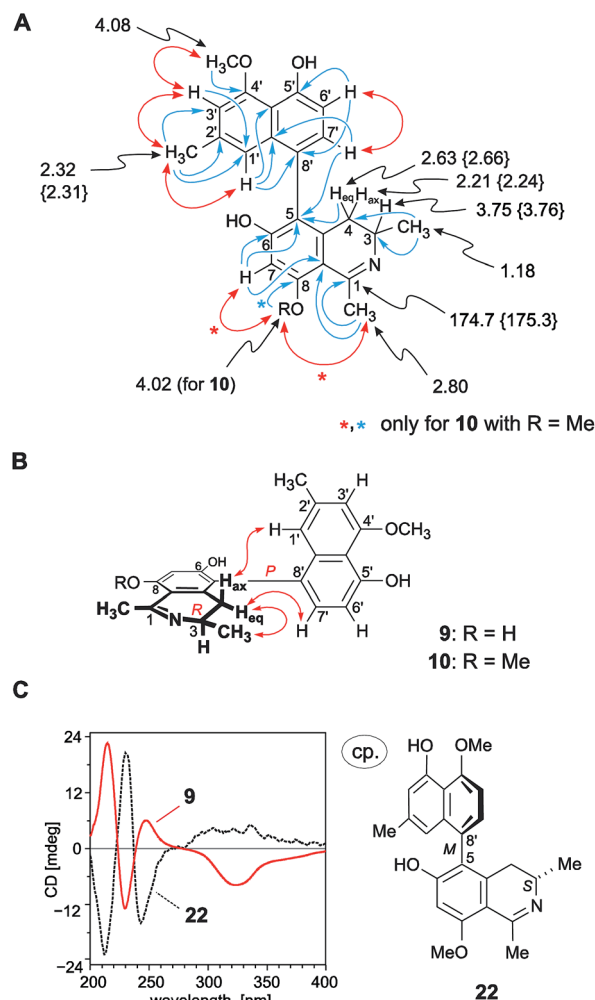 A
4.08
H₃CO OH
4' 5'
H 6' H
3'
2' 7'
H₃C 1' H
8'
2.32
{2.31}
H
2.63 {2.66}
2.21 {2.24}
H_eq H_ax
H 3.75 {3.76}
HO 5 4
6 3 CH₃
7 N
H 8 1 1.18
*
RO
* CH₃ 174.7 {175.3}
4.02 (for 10) * 2.80
*,* only for 10 with R = Me
B
H₃C H
2' 3'
H 1' 4' OCH₃
6 OH
RO 8 H_ax P 8' 5' OH
R H_eq 7' 6'
H₃C 1 N 3 CH₃ H H
H
9: R = H
10: R = Me
C
24
12
0
−12
−24
CD [mdeg]
9
22
200 250 300 350 400
wavelength [nm]
cp.
HO OMe
Me
8'
M
5
HO Me
S
N
MeO Me
22